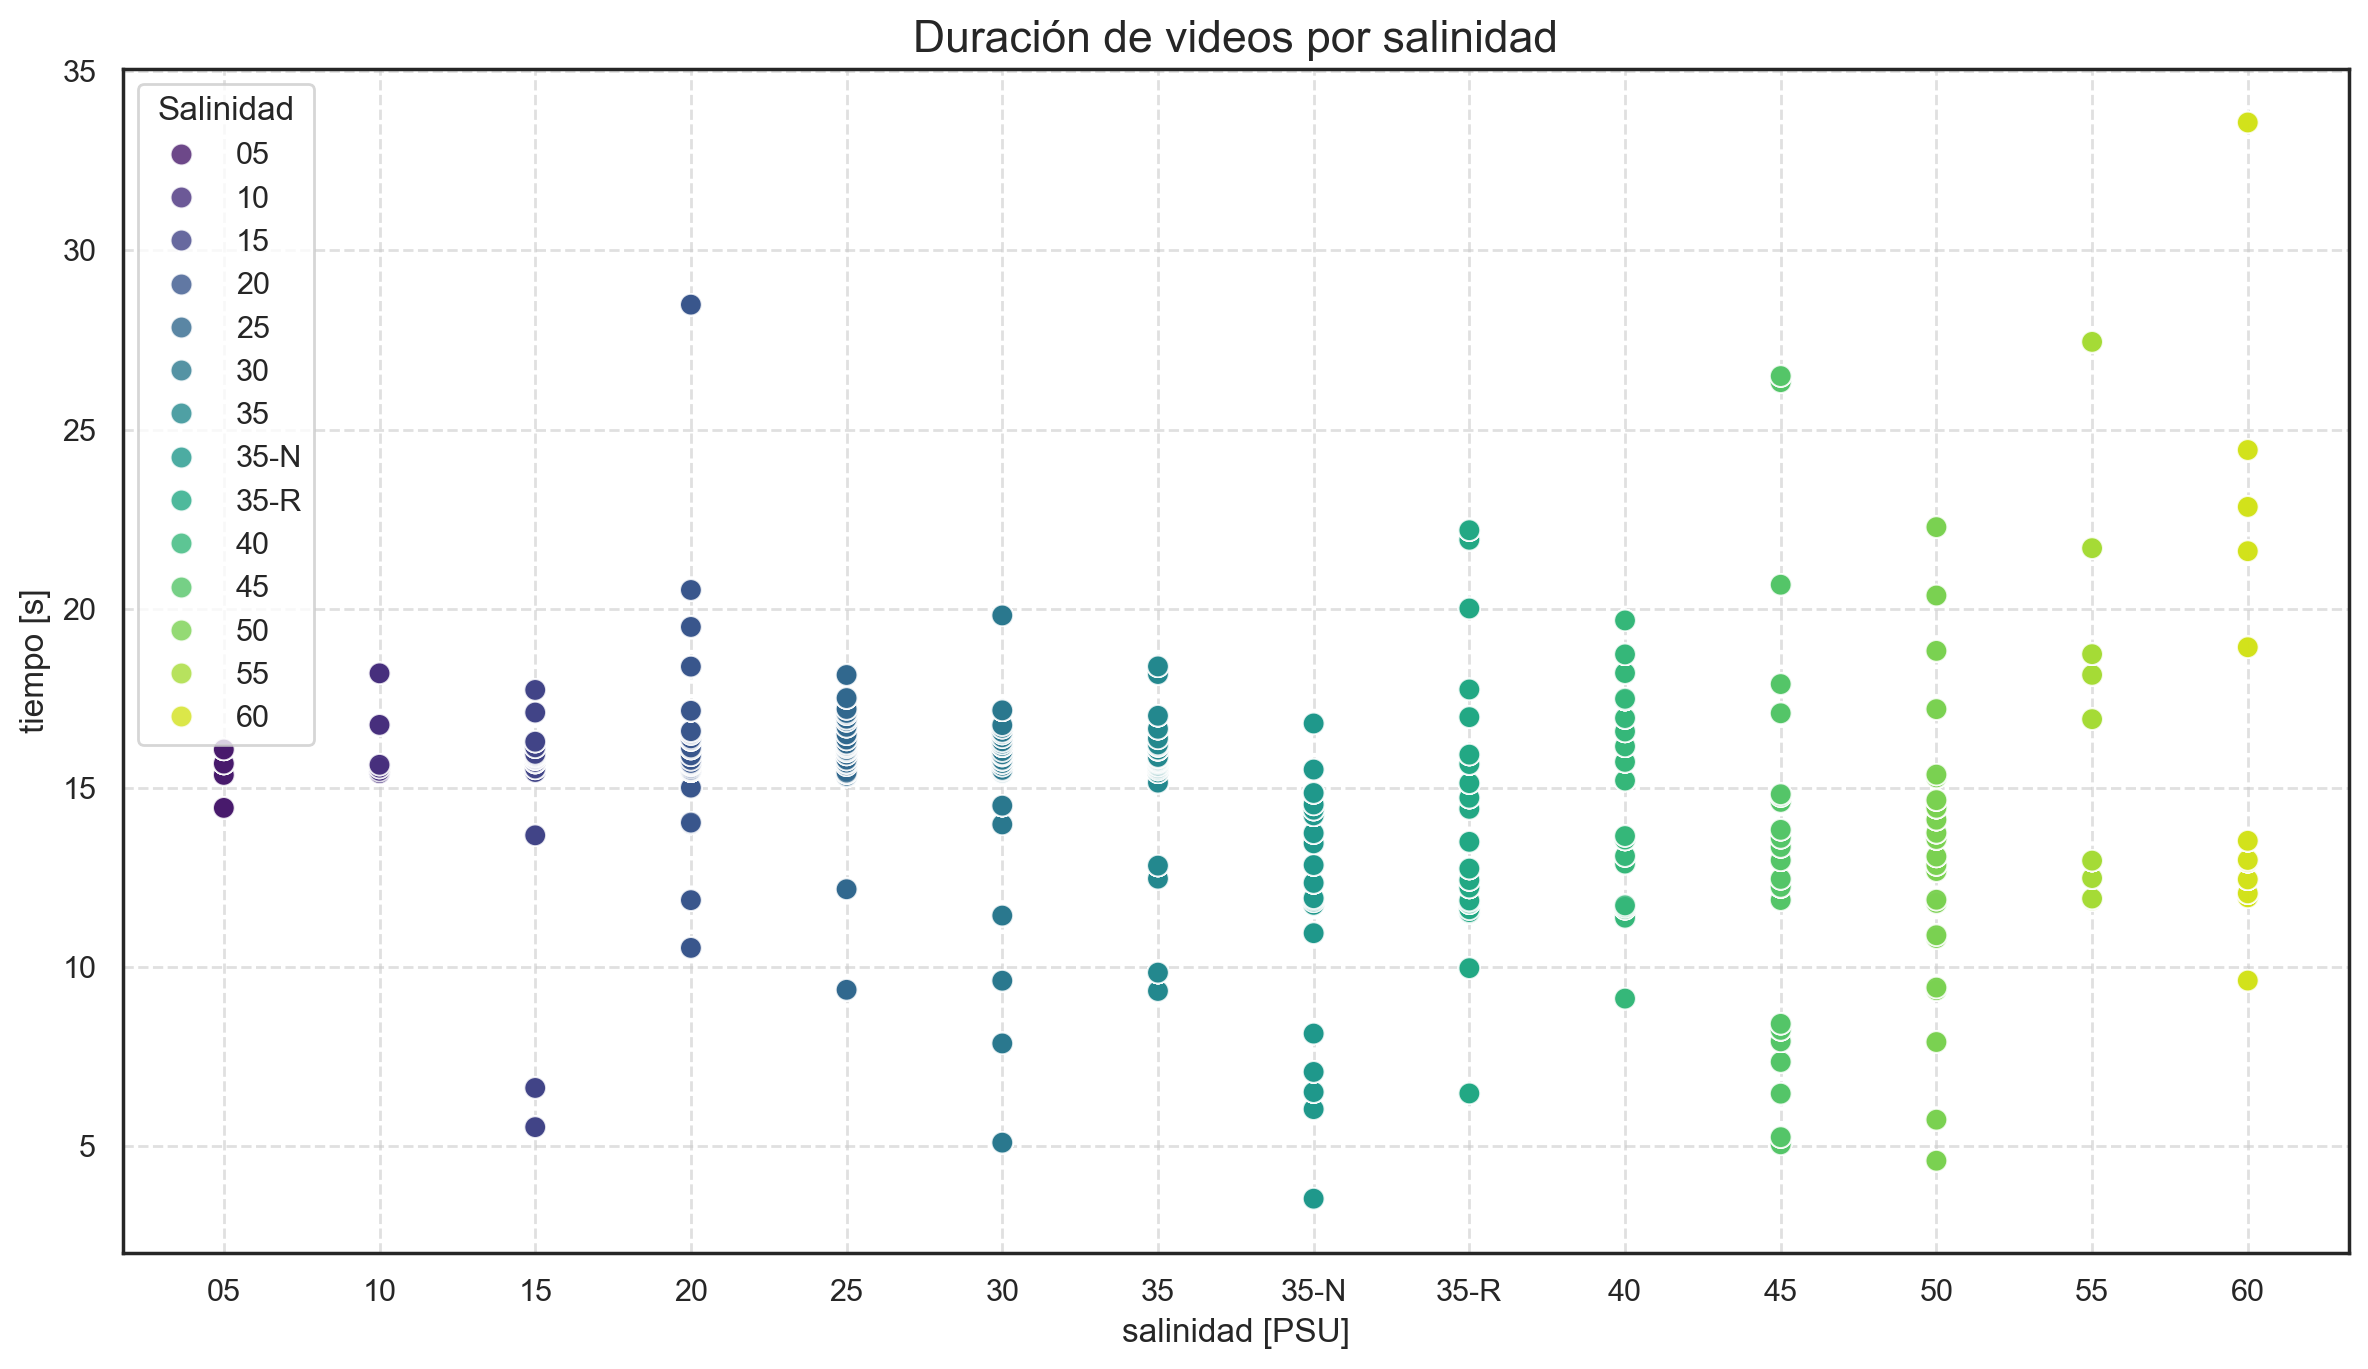 Duración de videos por salinidad
35
30
25
20
15
10
5
tiempo [s]
Salinidad
05
10
15
20
25
30
35
35-N
35-R
40
45
50
55
60
05 10 15 20 25 30 35 35-N 35-R 40 45 50 55 60
salinidad [PSU]